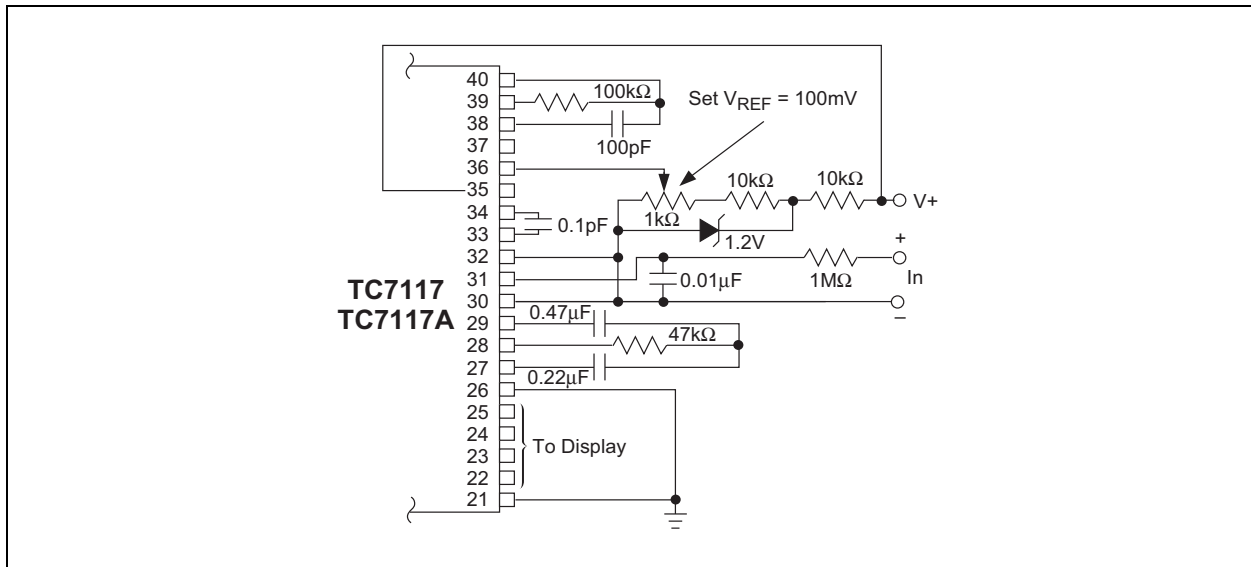 40
100kΩ
39
Set VREF = 100mV
38
100pF
37
36
10kΩ
10kΩ
35
V+
1kΩ
34
0.1pF
33
1.2V
32
+
31
0.01µF
1MΩ
In
TC7117
TC7117A
30
–
0.47µF
29
47kΩ
28
27
0.22µF
26
25
24
To Display
23
22
21